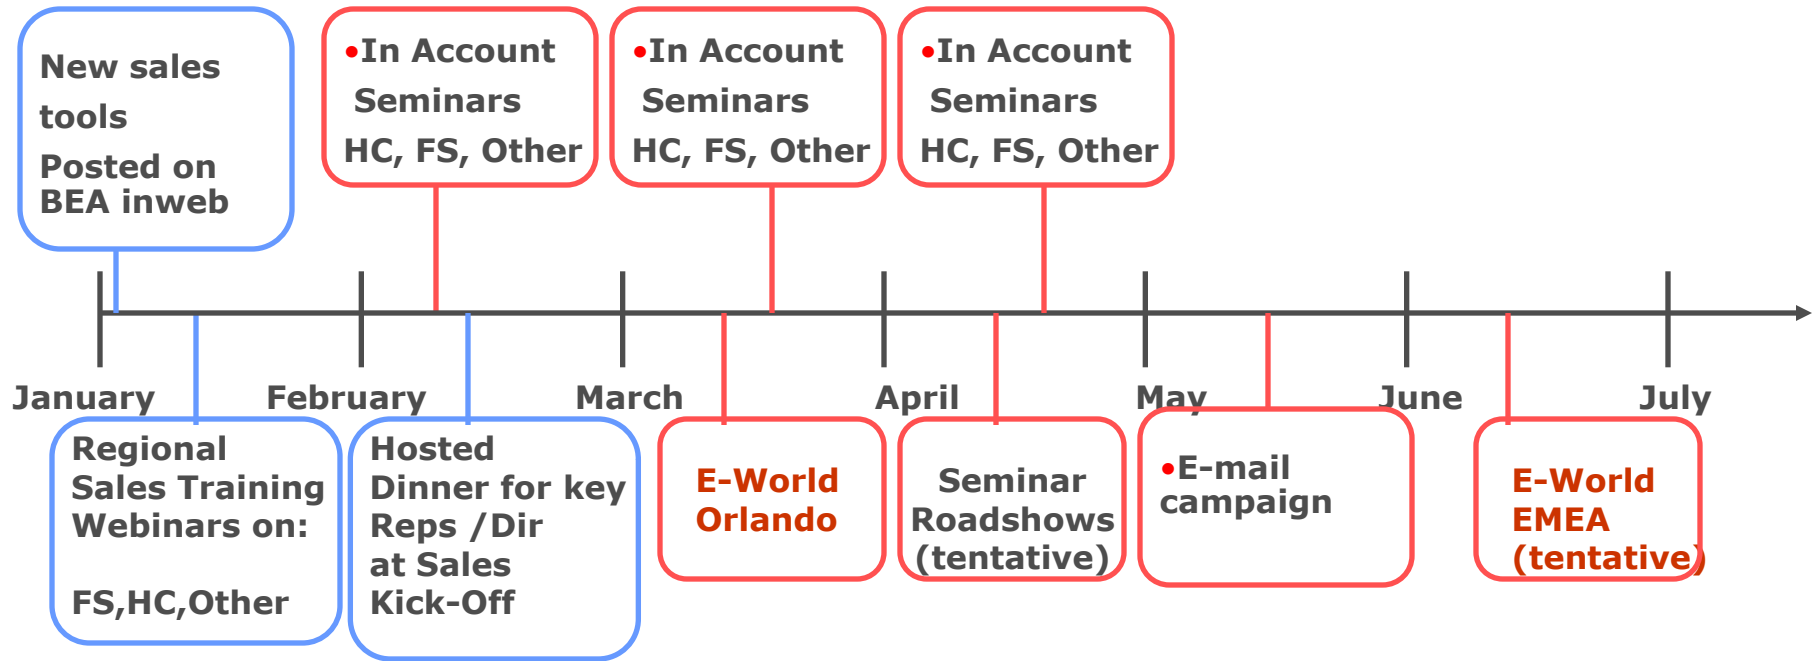 New sales
tools
Posted on
BEA inweb
•In Account
Seminars
HC, FS, Other
•In Account
Seminars
HC, FS, Other
•In Account
Seminars
HC, FS, Other
January
February
March
April
May
June
July
Regional
Sales Training
Webinars on:
FS,HC,Other
Hosted
Dinner for key
Reps /Dir
at Sales
Kick-Off
E-World
Orlando
Seminar
Roadshows
(tentative)
•E-mail
campaign
E-World
EMEA
(tentative)